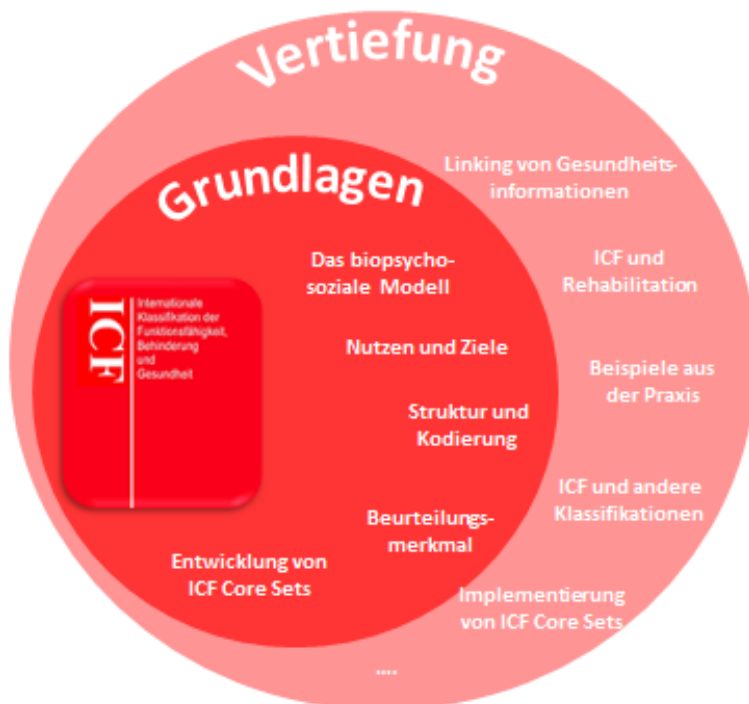 Vertiefung
Grundlagen
Linking von Gesundheits-
informationen
Das biopsycho-
soziale Modell
ICF und
Rehabilitation
ICF
Internationale
Klassifikation der
Funktionsfähigkeit,
Behinderung
und
Gesundheit
Nutzen und Ziele
Beispiele aus
der Praxis
Struktur und
Kodierung
ICF und andere
Klassifikationen
Beurteilungs-
merkmal
Entwicklung von
ICF Core Sets
Implementierung
von ICF Core Sets
....